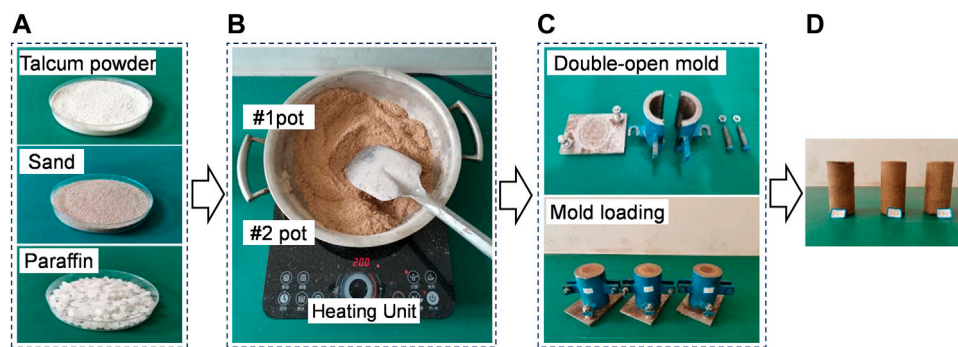 A
B
C
D
Talcum powder
Sand
Paraffin
#1pot
#2 pot
200
Heating Unit
Double-open mold
Mold loading